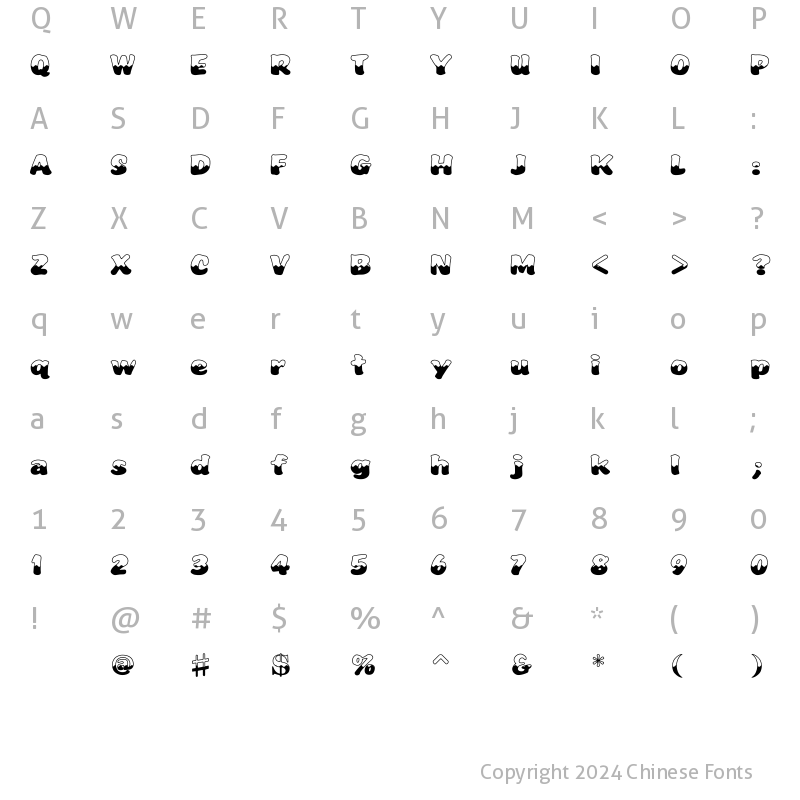 Q W E R T Y U I O P
Q W E R T Y U I O P
A S D F G H J K L :
A S D F G H J K L :
Z X C V B N M < > ?
Z X C V B N M < > ?
q w e r t y u i o p
q w e r t y u i o p
a s d f g h j k l ;
a s d f g h j k l ;
1 2 3 4 5 6 7 8 9 0
1 2 3 4 5 6 7 8 9 0
! @ # $ % ^ & * ( )
@ # $ % ^ & * ( )
Copyright 2024 Chinese Fonts